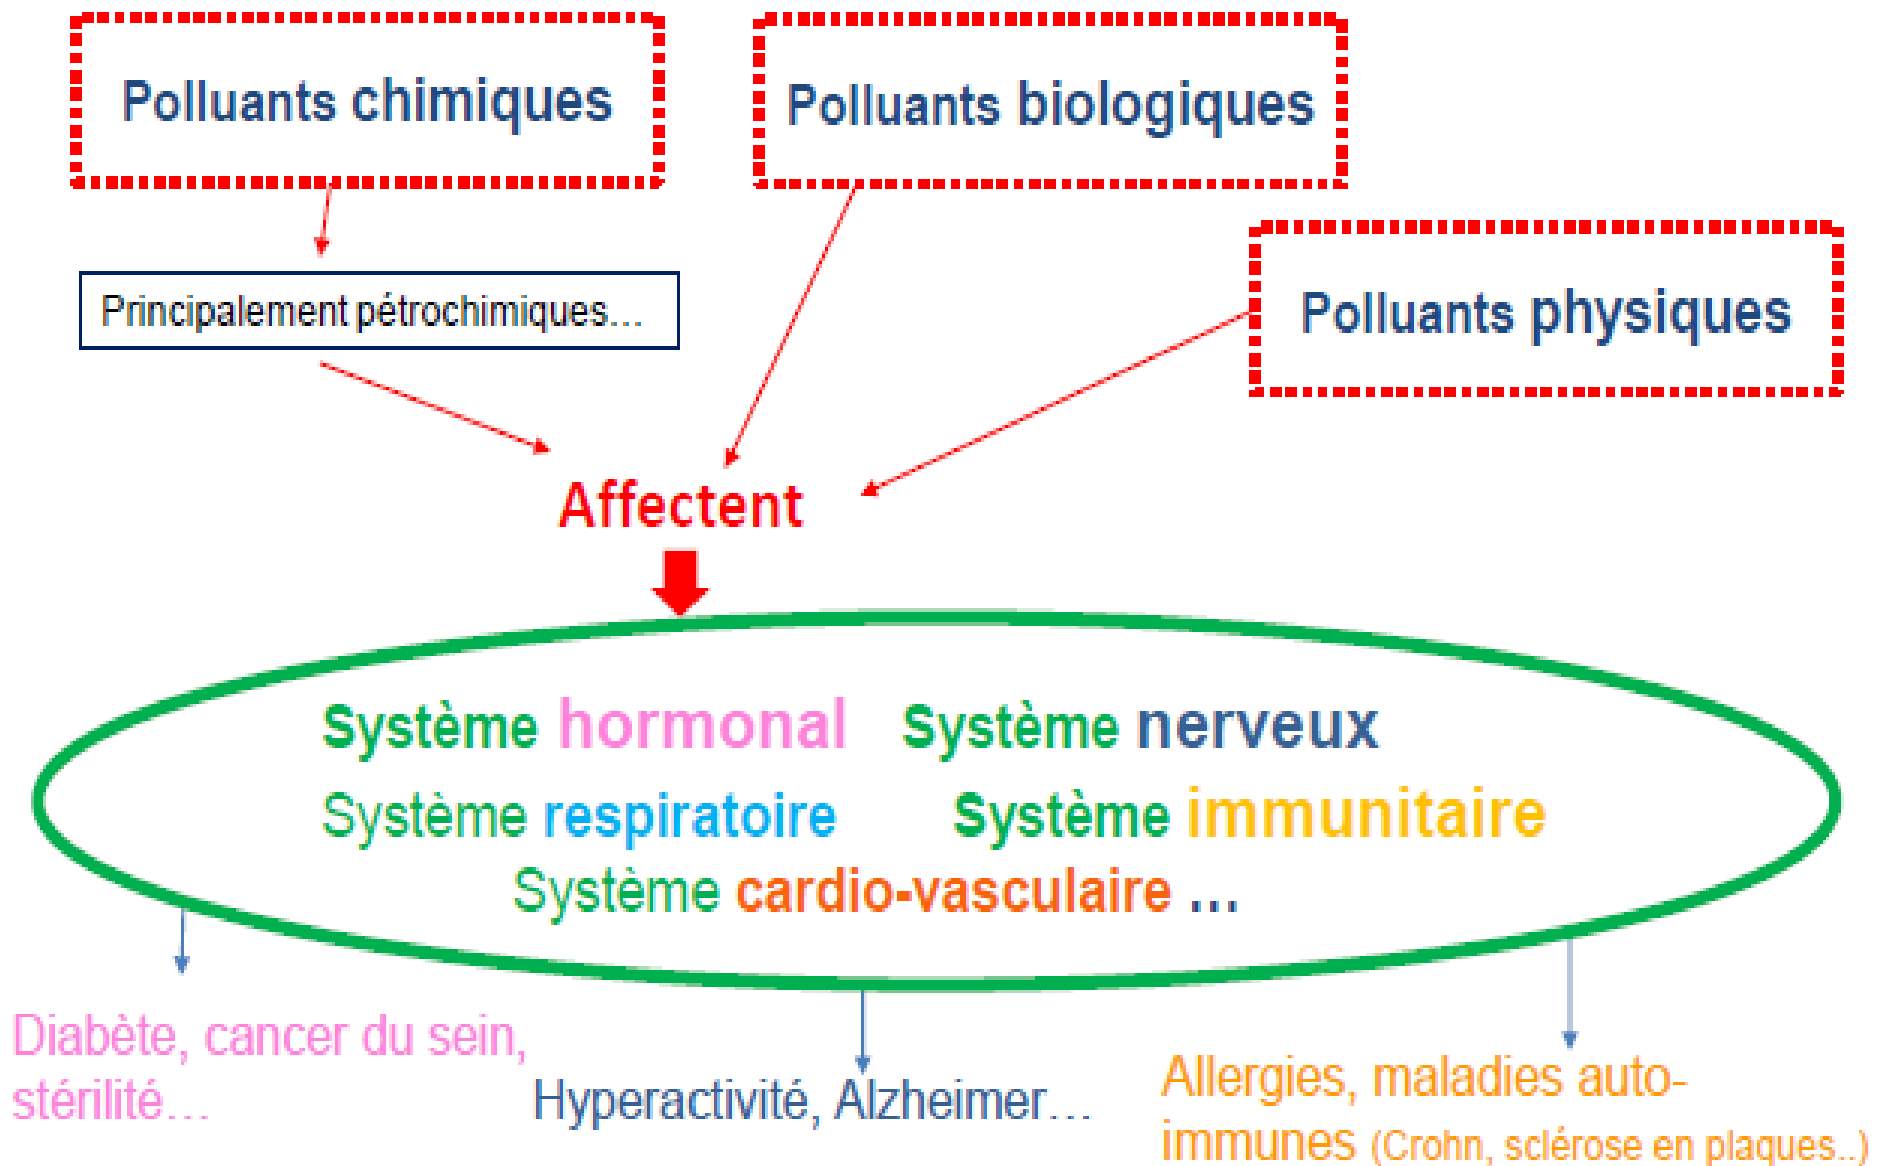 Polluants chimiques
Polluants biologiques
Polluants physiques
Principalement pétrochimiques...
Affectent
Système hormonal Système nerveux
Système respiratoire Système immunitaire
Système cardio-vasculaire ...
Diabète, cancer du sein,
stérilité...
Hyperactivité, Alzheimer...
Allergies, maladies auto-
immunes (Crohn, sclérose en plaques..)